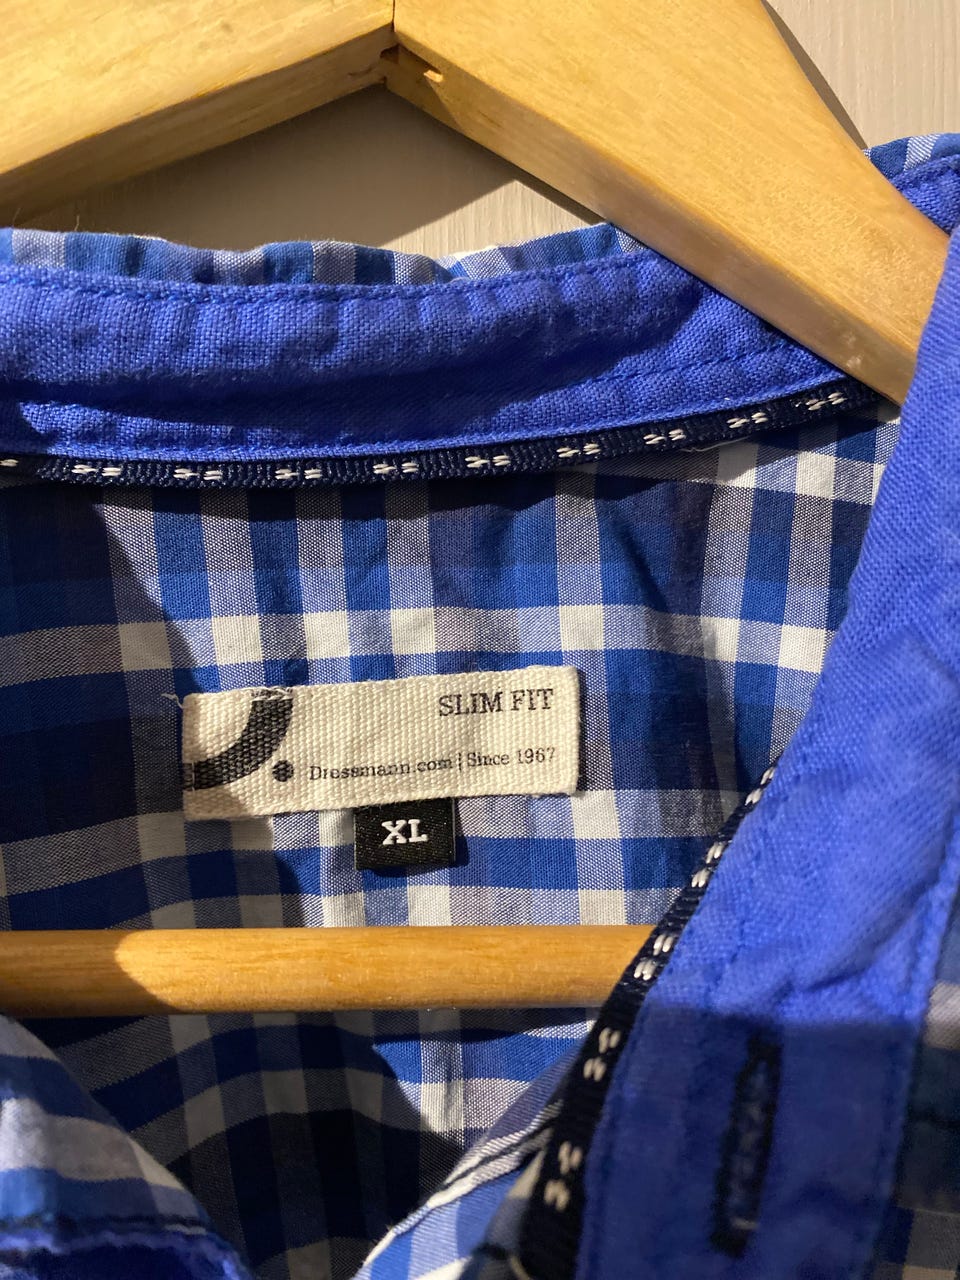 SLIM FIT
Dressmann.com | Since 1967
XL